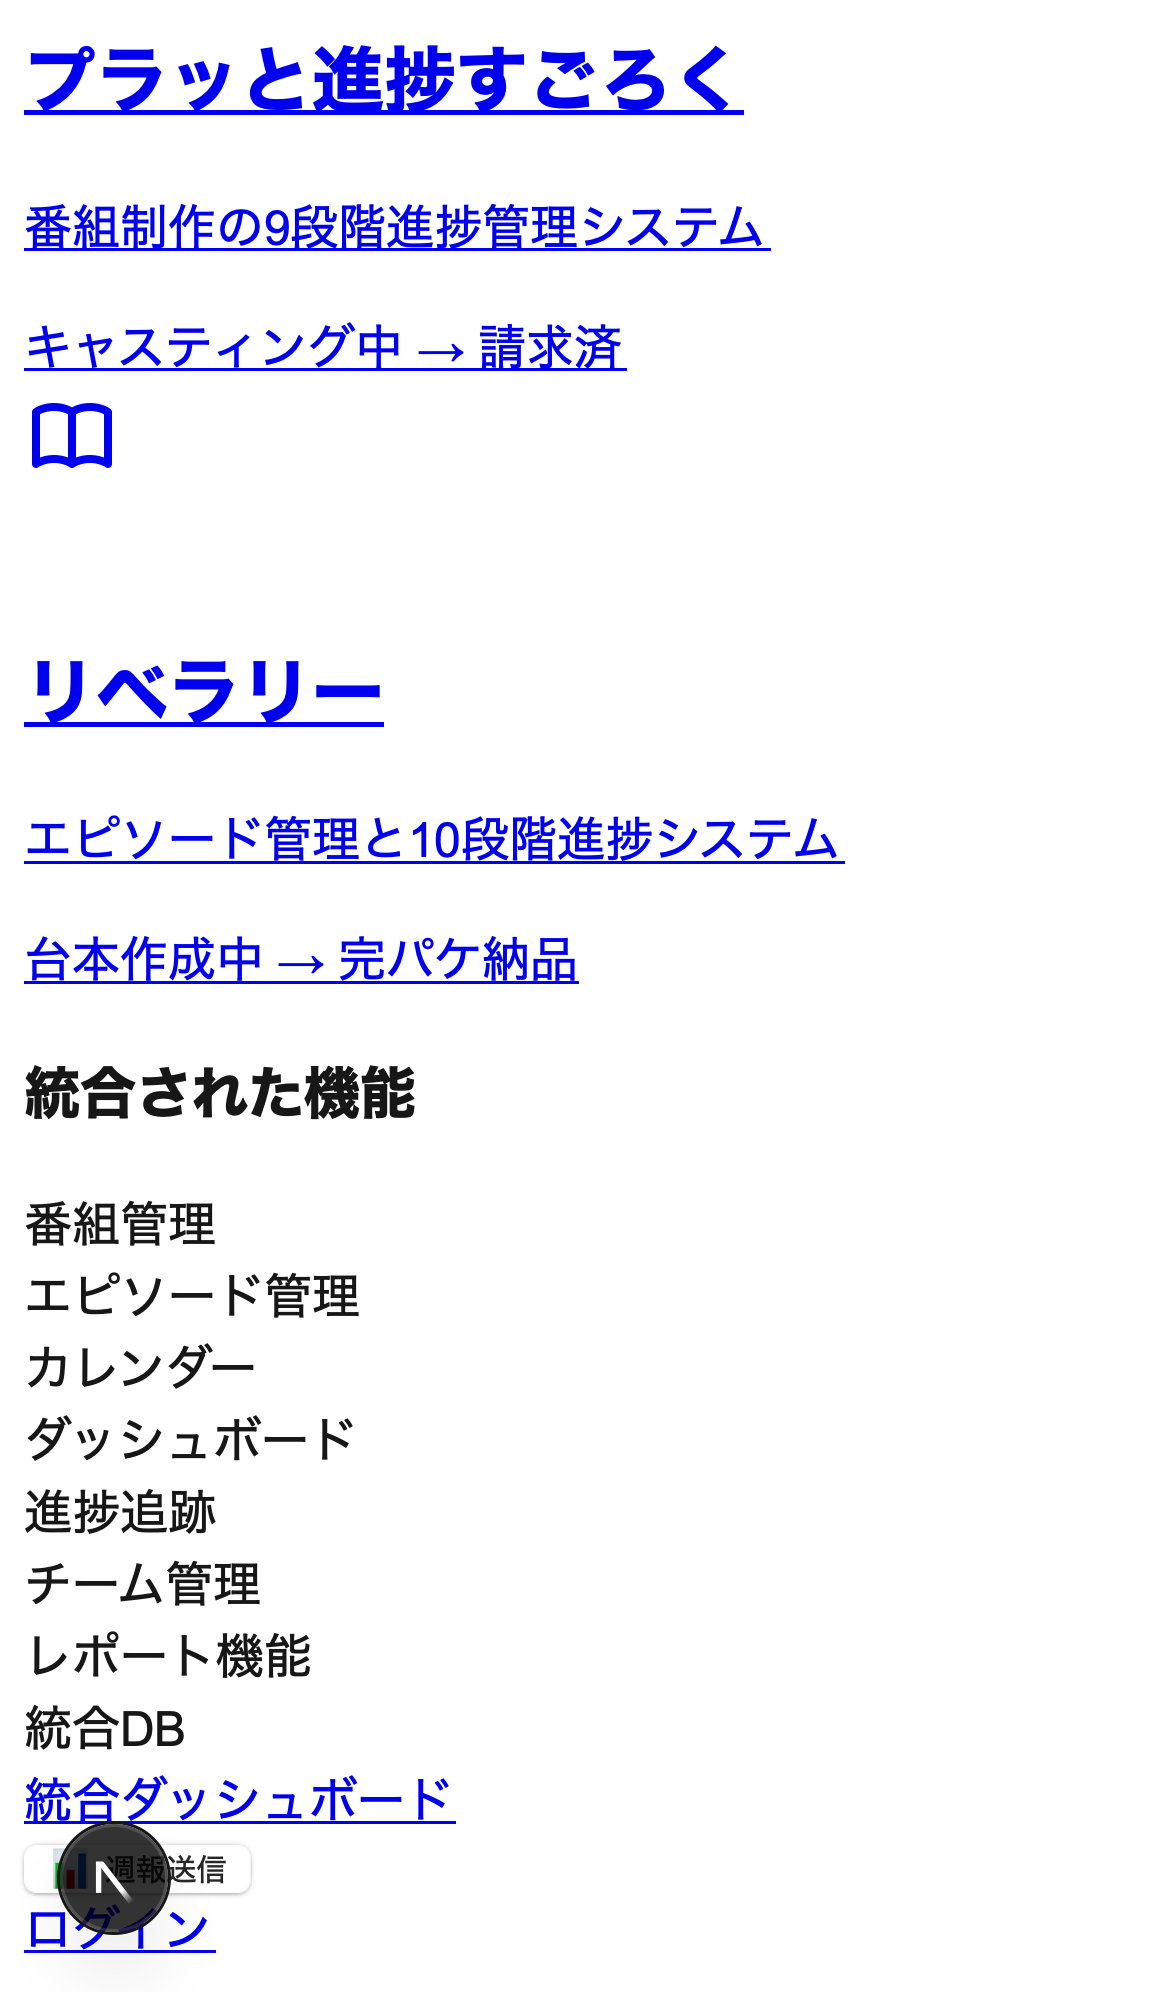 プラッと進捗すごろく
番組制作の9段階進捗管理システム
キャスティング中 → 請求済
リベラリー
エピソード管理と10段階進捗システム
台本作成中 → 完パケ納品
統合された機能
番組管理
エピソード管理
カレンダー
ダッシュボード
進捗追跡
チーム管理
レポート機能
統合DB
統合ダッシュボード
週報送信
ログイン